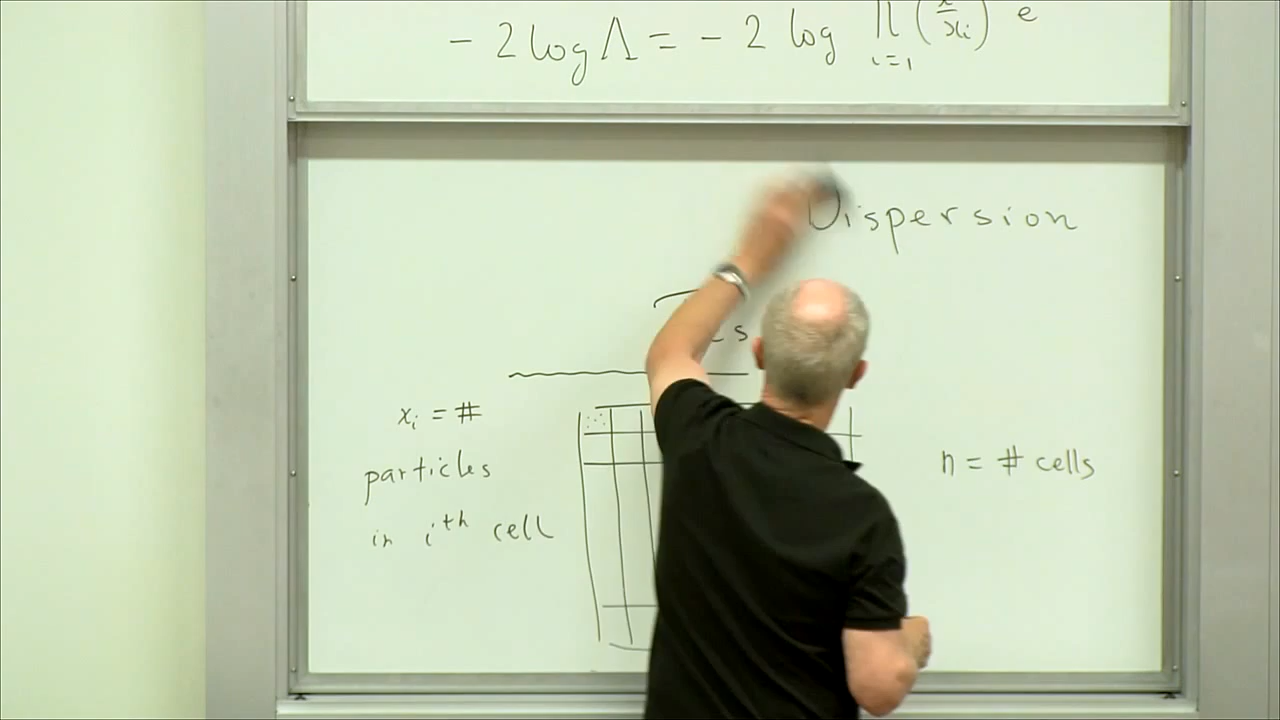 − 2 log Λ = − 2 log ∏ i=1 ( x̄ / xi ) e
Dispersion
xi = #
particles
in iᵗʰ cell
n = # cells